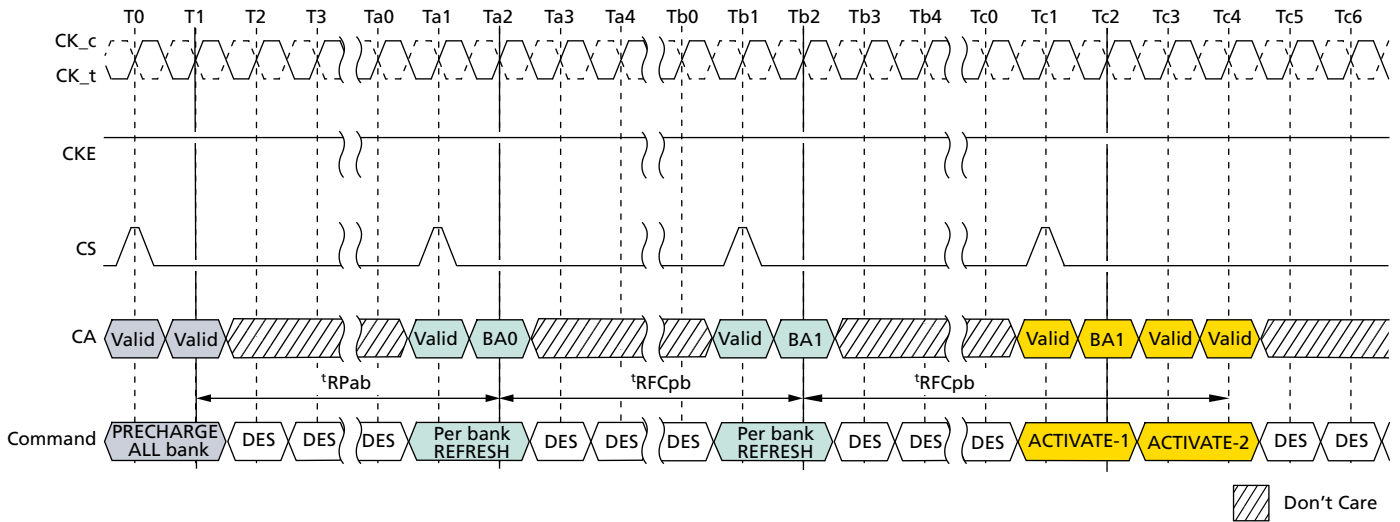 T0 T1 T2 T3 Ta0 Ta1 Ta2 Ta3 Ta4 Tb0 Tb1 Tb2 Tb3 Tb4 Tc0 Tc1 Tc2 Tc3 Tc4 Tc5 Tc6
CK_c
CK_t
CKE
CS
CA Valid Valid Valid BA0 Valid BA1 Valid BA1 Valid Valid
tRPab tRFCpb tRFCpb
Command PRECHARGE ALL bank DES DES DES Per bank REFRESH DES DES DES Per bank REFRESH DES DES DES ACTIVATE-1 ACTIVATE-2 DES DES
Don't Care